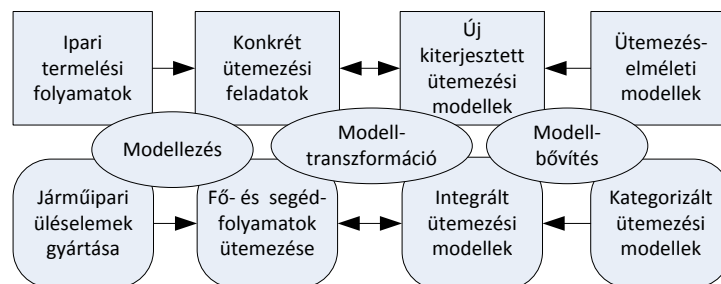 Ipari
termelési
folyamatok
Konkrét
ütemezési
feladatok
Új
kiterjesztett
ütemezési
modellek
Ütemezés-
elméleti
modellek
Modellezés
Modell-
transzformáció
Modell-
bővítés
Járműipari
üléselemek
gyártása
Fő- és segéd-
folyamatok
ütemezése
Integrált
ütemezési
modellek
Kategorizált
ütemezési
modellek